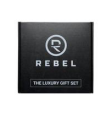 R
REBEL
THE LUXURY GIFT SET